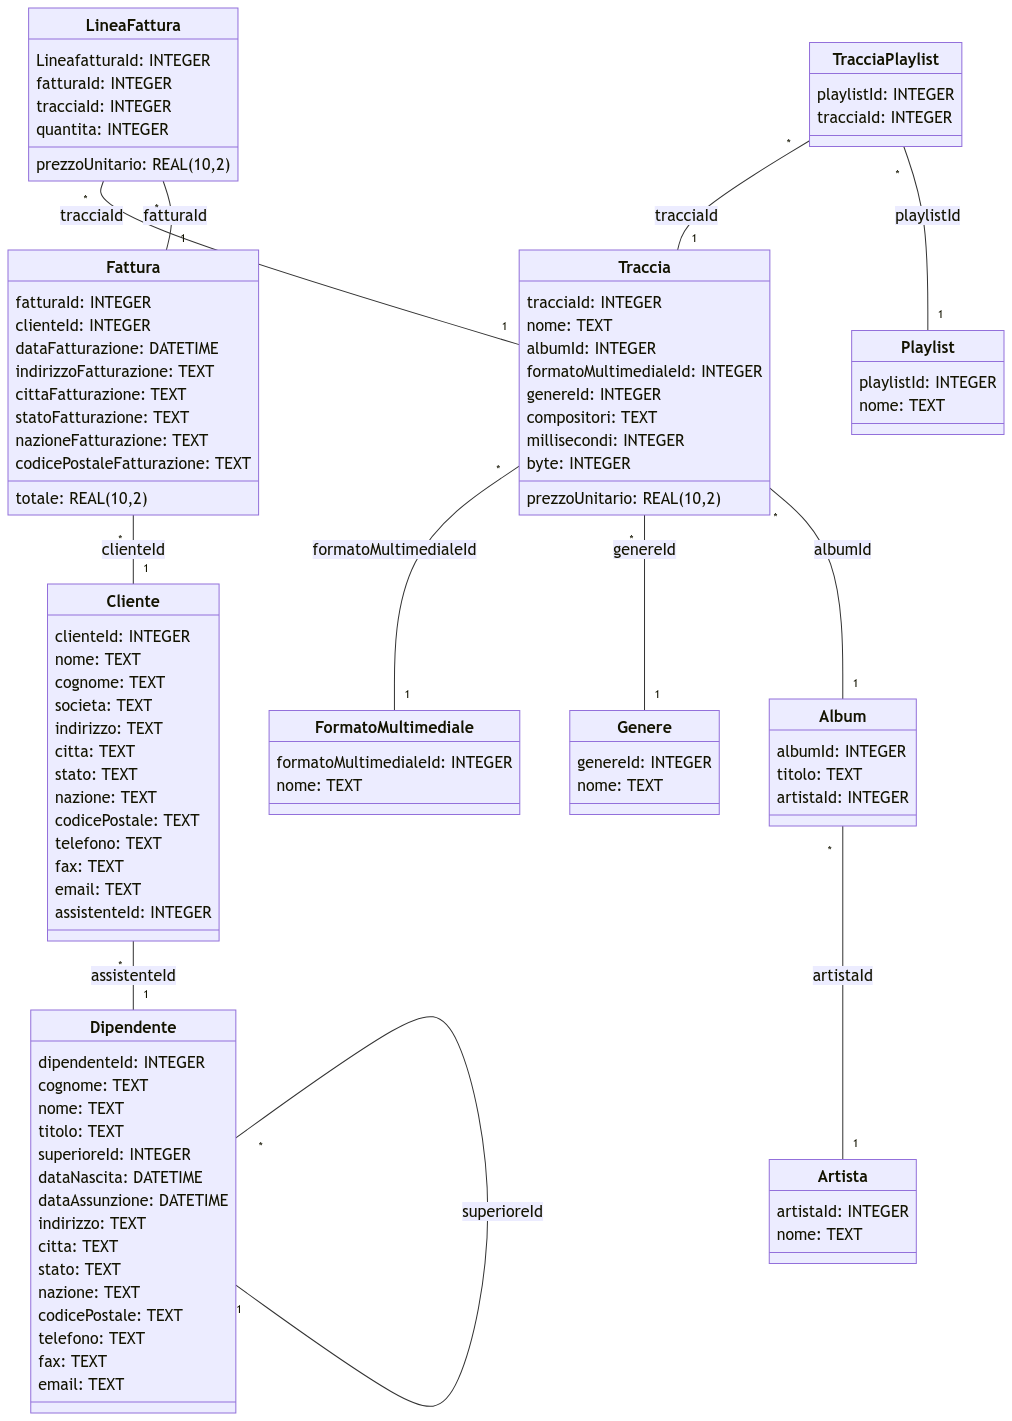 LineaFattura
LineafatturaId: INTEGER
fatturaId: INTEGER
tracciaId: INTEGER
quantita: INTEGER
prezzoUnitario: REAL(10,2)
TracciaPlaylist
playlistId: INTEGER
tracciaId: INTEGER
*
*
*
*
tracciaId
fatturaId
tracciaId
playlistId
1
1
1
1
Fattura
fatturaId: INTEGER
clienteId: INTEGER
dataFatturazione: DATETIME
indirizzoFatturazione: TEXT
cittaFatturazione: TEXT
statoFatturazione: TEXT
nazioneFatturazione: TEXT
codicePostaleFatturazione: TEXT
totale: REAL(10,2)
Traccia
tracciaId: INTEGER
nome: TEXT
albumId: INTEGER
formatoMultimedialeId: INTEGER
genereId: INTEGER
compositori: TEXT
millisecondi: INTEGER
byte: INTEGER
prezzoUnitario: REAL(10,2)
Playlist
playlistId: INTEGER
nome: TEXT
*
*
*
*
clienteId
formatoMultimedialeId
genereId
albumId
1
1
1
1
Cliente
clienteId: INTEGER
nome: TEXT
cognome: TEXT
societa: TEXT
indirizzo: TEXT
citta: TEXT
stato: TEXT
nazione: TEXT
codicePostale: TEXT
telefono: TEXT
fax: TEXT
email: TEXT
assistenteId: INTEGER
FormatoMultimediale
formatoMultimedialeId: INTEGER
nome: TEXT
Genere
genereId: INTEGER
nome: TEXT
Album
albumId: INTEGER
titolo: TEXT
artistaId: INTEGER
*
*
assistenteId
artistaId
1
1
Dipendente
dipendenteId: INTEGER
cognome: TEXT
nome: TEXT
titolo: TEXT
superioreId: INTEGER
dataNascita: DATETIME
dataAssunzione: DATETIME
indirizzo: TEXT
citta: TEXT
stato: TEXT
nazione: TEXT
codicePostale: TEXT
telefono: TEXT
fax: TEXT
email: TEXT
*
superioreId
1
Artista
artistaId: INTEGER
nome: TEXT